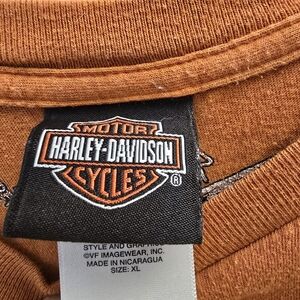 MOTOR
HARLEY-DAVIDSON
CYCLES
®
STYLE AND GRAPHICS
©VF IMAGEWEAR, INC.
MADE IN NICARAGUA
SIZE: XL